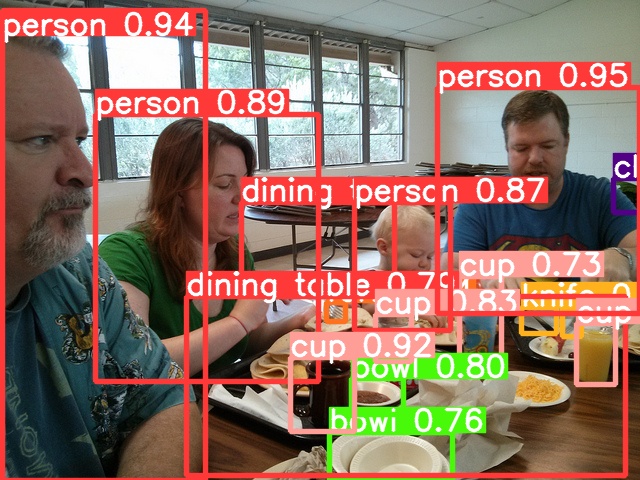 person 0.94
person 0.95
person 0.89
cl
dining t
person 0.87
cup 0.73
dining table 0.79
cup 0.83
knife 0
cup
cup 0.92
bowl 0.80
bowl 0.76